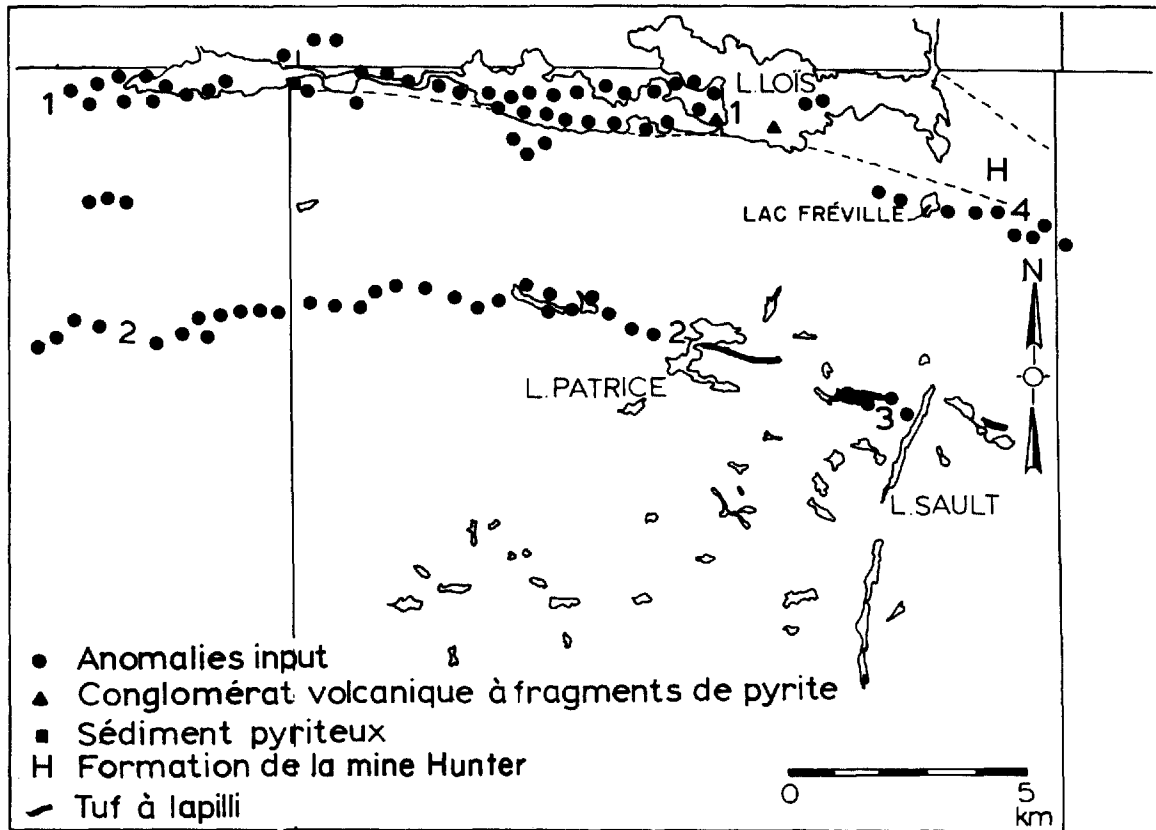 L.LOÏS
1
1
H
LAC FRÉVILLE
4
N
2
2
L.PATRICE
3
L.SAULT
Anomalies input
Conglomérat volcanique à fragments de pyrite
Sédiment pyriteux
H Formation de la mine Hunter
Tuf à lapilli
0 5
km